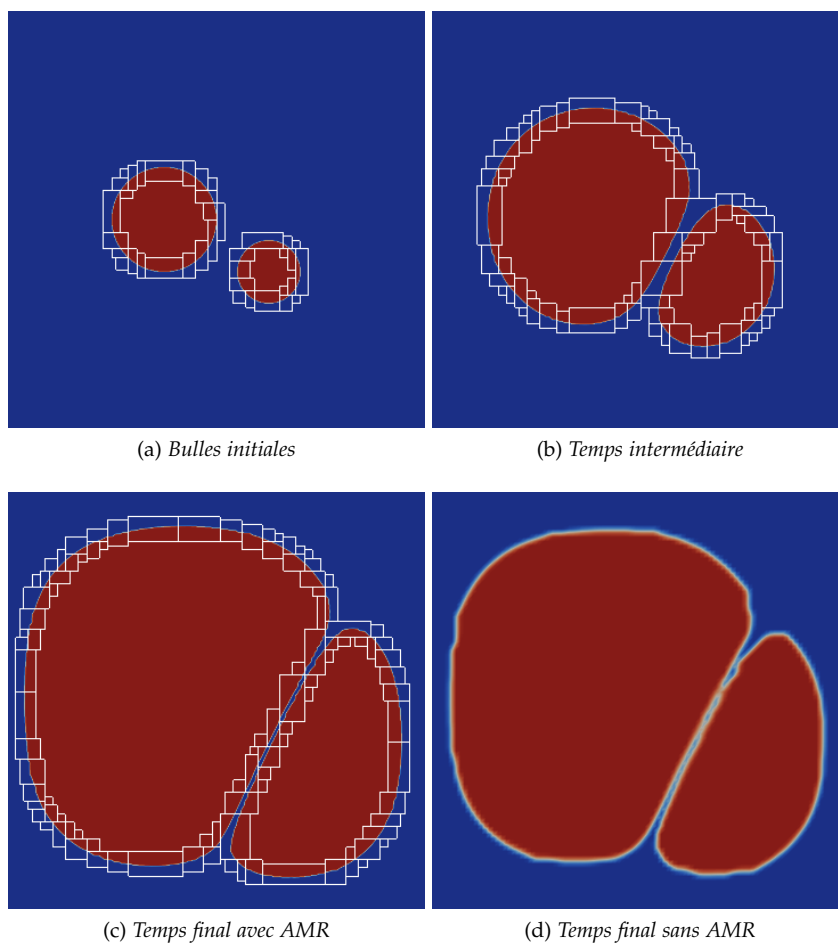 (a) Bulles initiales
(b) Temps intermédiaire
(c) Temps final avec AMR
(d) Temps final sans AMR